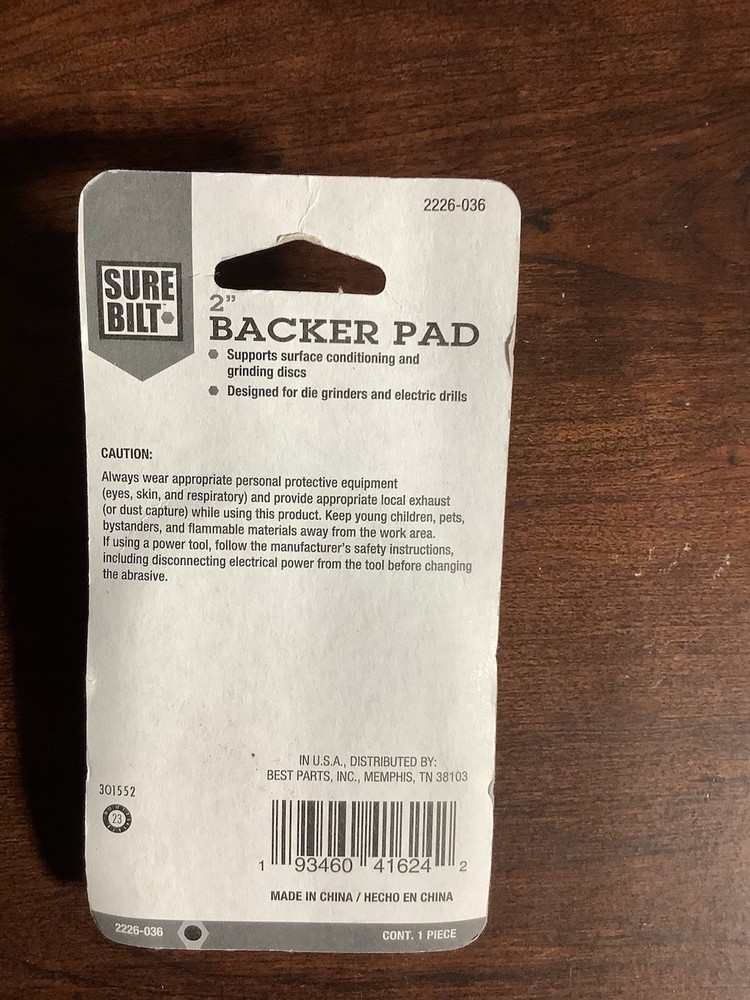 2226-036
SURE
BILT™
2"
BACKER PAD
Supports surface conditioning and
grinding discs
Designed for die grinders and electric drills
CAUTION:
Always wear appropriate personal protective equipment
(eyes, skin, and respiratory) and provide appropriate local exhaust
(or dust capture) while using this product. Keep young children, pets,
bystanders, and flammable materials away from the work area.
If using a power tool, follow the manufacturer's safety instructions,
including disconnecting electrical power from the tool before changing
the abrasive.
IN U.S.A., DISTRIBUTED BY:
BEST PARTS, INC., MEMPHIS, TN 38103
301552
23
1 93460 41624 2
MADE IN CHINA / HECHO EN CHINA
2226-036
CONT. 1 PIECE